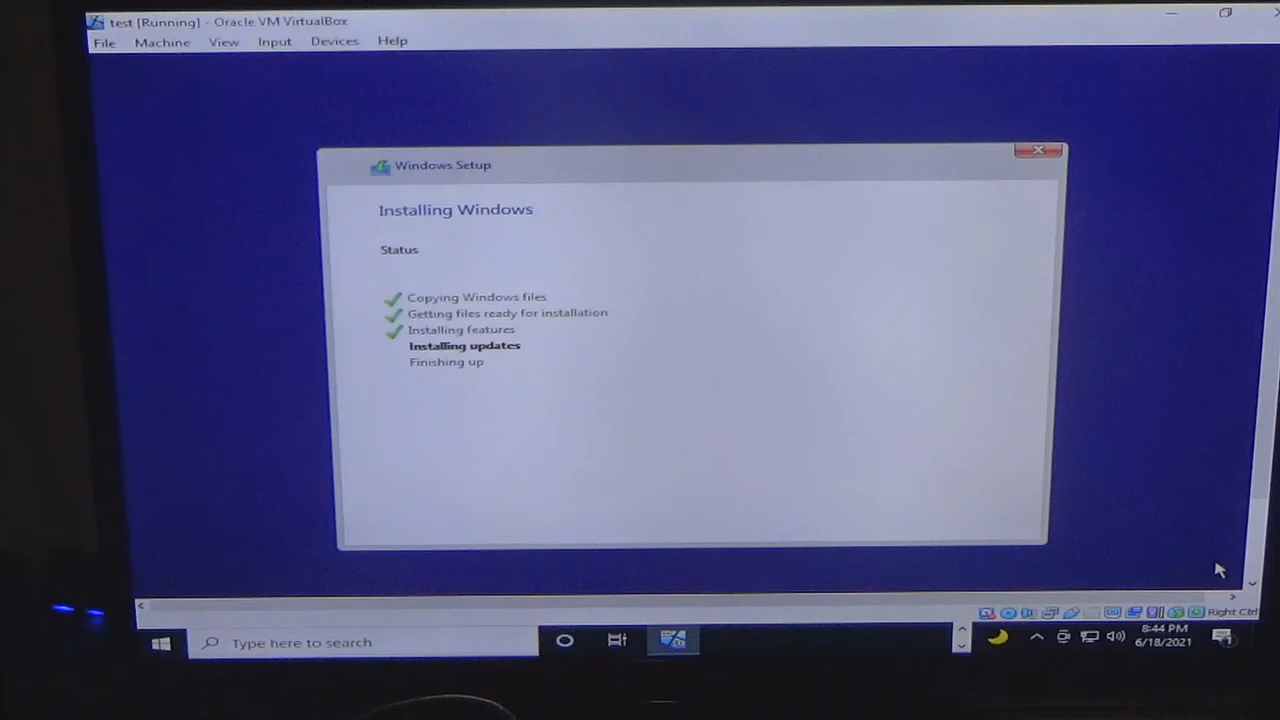 test [Running] - Oracle VM VirtualBox
File Machine View Input Devices Help
Windows Setup
Installing Windows
Status
Copying Windows files
Getting files ready for installation
Installing features
Installing updates
Finishing up
Right Ctrl
Type here to search
8:44 PM
6/18/2021
1